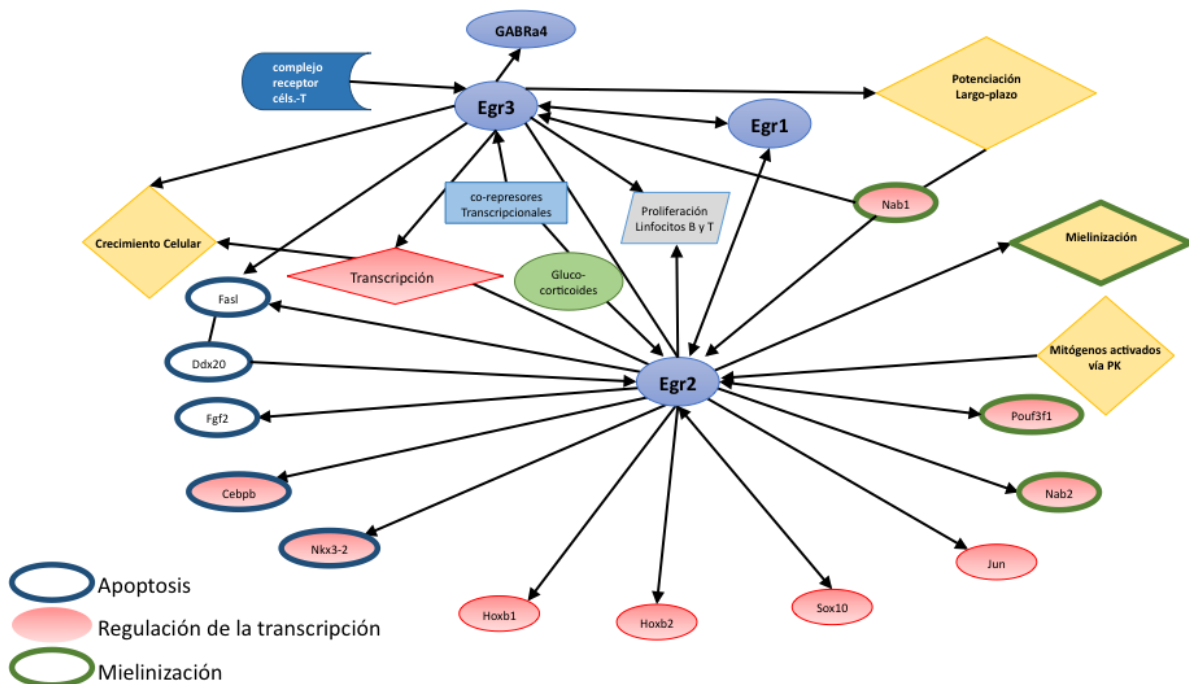 GABRa4
complejo
receptor
céls.-T
Potenciación
Largo-plazo
Egr3
Egr1
co-represores
Transcripcionales
Proliferación
Linfocitos B y T
Nab1
Crecimiento Celular
Mielinización
Transcripción
Gluco-
corticoides
Fasl
Ddx20
Egr2
Mitógenos activados
vía PK
Fgf2
Pouf3f1
Cebpb
Nab2
Nkx3-2
Jun
Hoxb1
Hoxb2
Sox10
Apoptosis
Regulación de la transcripción
Mielinización